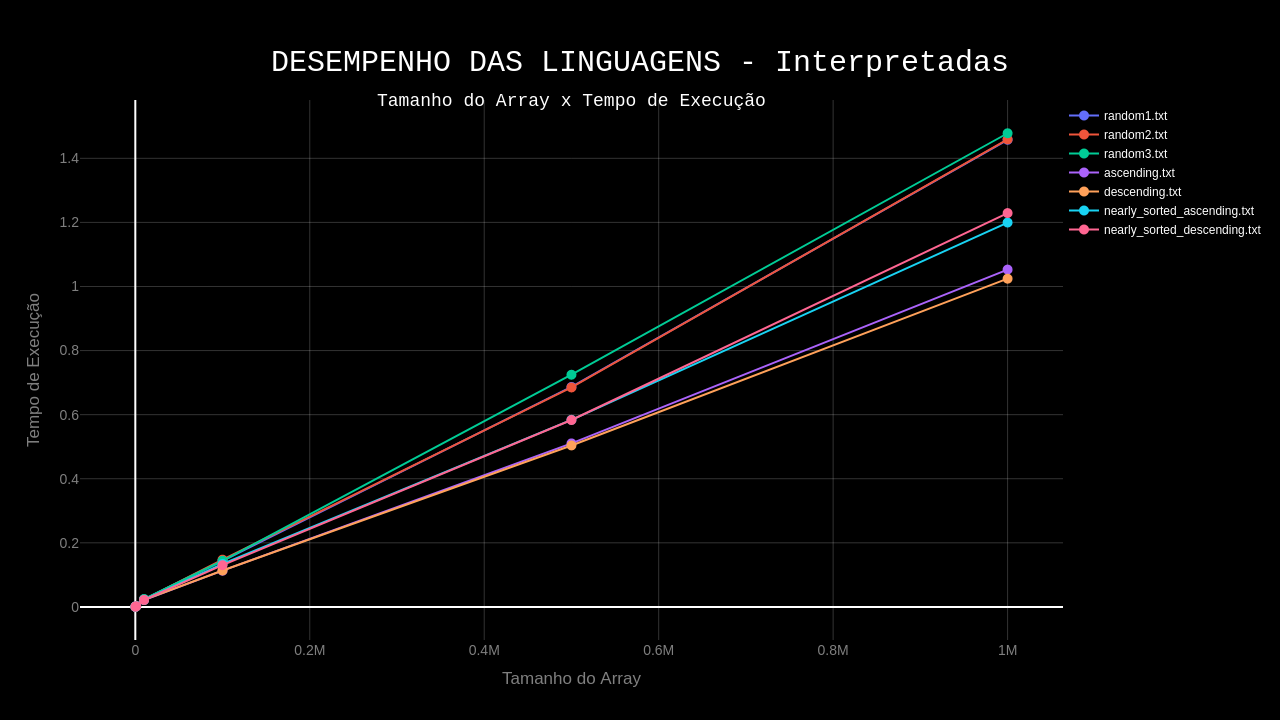 DESEMPENHO DAS LINGUAGENS - Interpretadas
Tamanho do Array x Tempo de Execução
random1.txt
random2.txt
random3.txt
ascending.txt
descending.txt
nearly_sorted_ascending.txt
nearly_sorted_descending.txt
Tempo de Execução
1.4
1.2
1
0.8
0.6
0.4
0.2
0
0
0.2M
0.4M
0.6M
0.8M
1M
Tamanho do Array